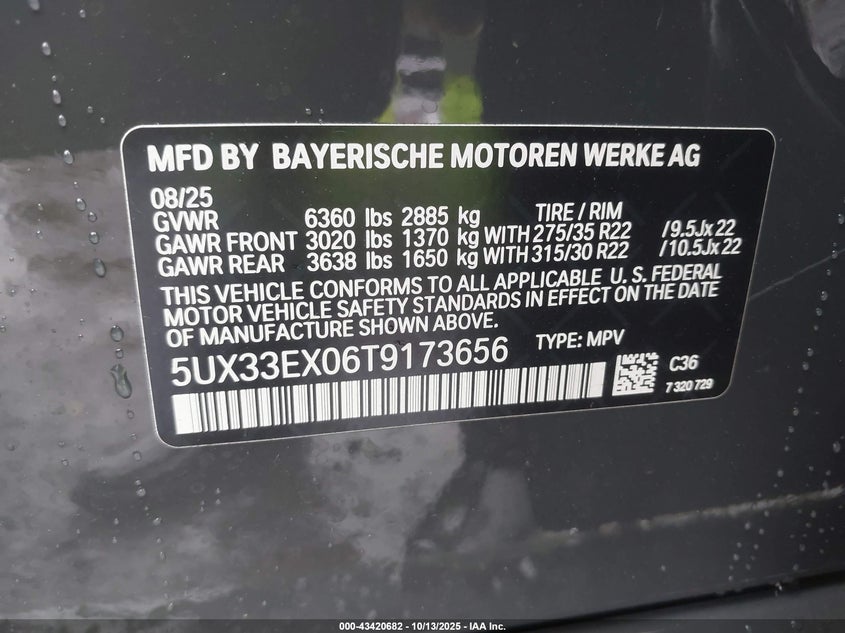 MFD BY BAYERISCHE MOTOREN WERKE AG
08/25
GVWR 6360 lbs 2885 kg TIRE / RIM
GAWR FRONT 3020 lbs 1370 kg WITH 275/35 R22 /9.5Jx22
GAWR REAR 3638 lbs 1650 kg WITH 315/30 R22 /10.5Jx22
THIS VEHICLE CONFORMS TO ALL APPLICABLE U. S. FEDERAL
MOTOR VEHICLE SAFETY STANDARDS IN EFFECT ON THE DATE
OF MANUFACTURE SHOWN ABOVE.
5UX33EX06T9173656 TYPE: MPV
C36
7 320 729
000-43420682 | 10/13/2025 - IAA Inc.